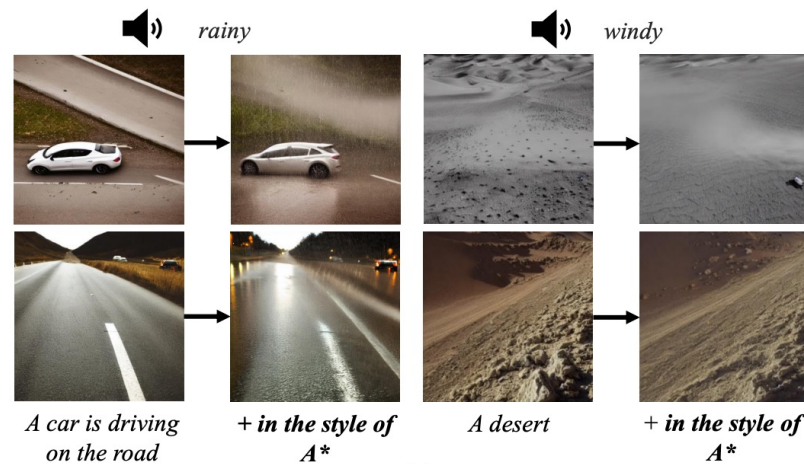 rainy
windy
A car is driving
on the road
+ in the style of
A*
A desert
+ in the style of
A*